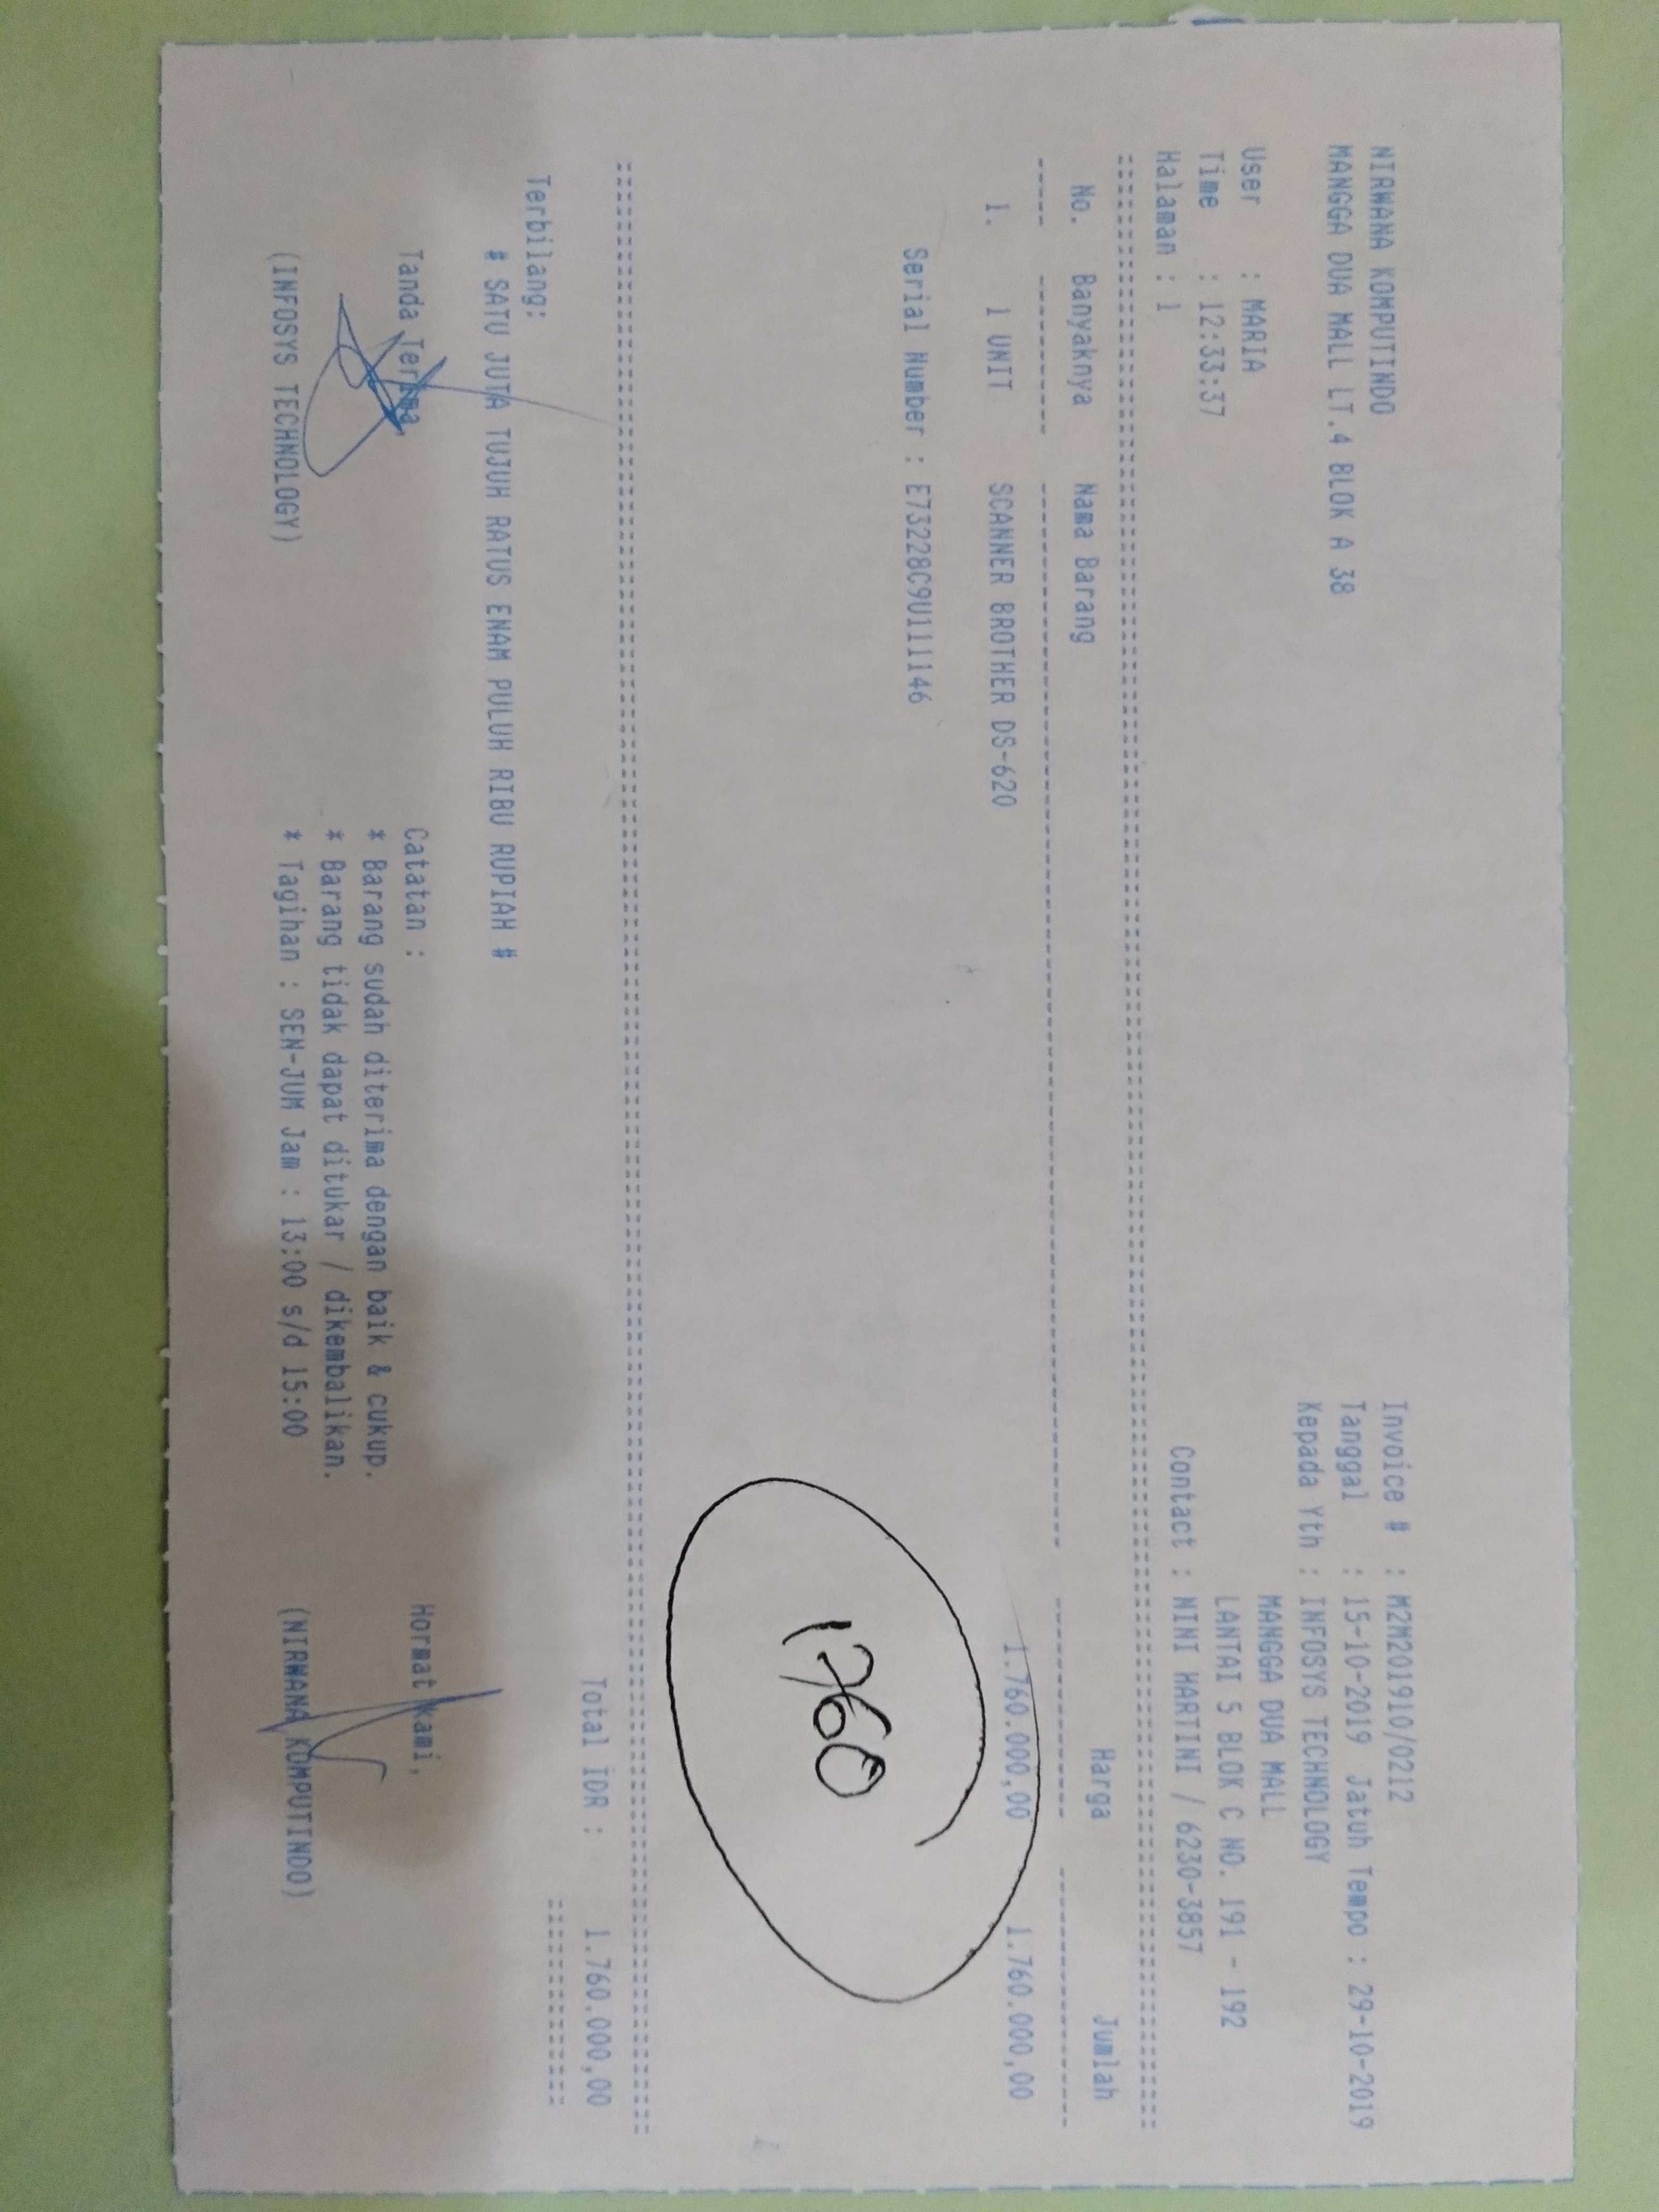 NIRWANA KOMPUTINDO
MANGGA DUA MALL LT.4 BLOK A 38
Invoice # : M2M201910/0212
Tanggal : 15-10-2019 Jatuh Tempo : 29-10-2019
Kepada Yth : INFOSYS TECHNOLOGY
MANGGA DUA MALL
LANTAI 5 BLOK C NO. 191 - 192
Contact : NINI HARTINI / 6230-3857
User : MARIA
Time : 12:33:37
Halaman : 1
No. Banyaknya Nama Barang Harga Jumlah
1. 1 UNIT SCANNER BROTHER DS-620 1.760.000,00 1.760.000,00
Serial Number : E73228C9U111146
1760
Total IDR : 1.760.000,00
Terbilang:
# SATU JUTA TUJUH RATUS ENAM PULUH RIBU RUPIAH #
Tanda Terima,
(INFOSYS TECHNOLOGY)
Catatan :
* Barang sudah diterima dengan baik & cukup.
* Barang tidak dapat ditukar / dikembalikan.
* Tagihan : SEN-JUM Jam : 13:00 s/d 15:00
Hormat kami,
(NIRWANA KOMPUTINDO)